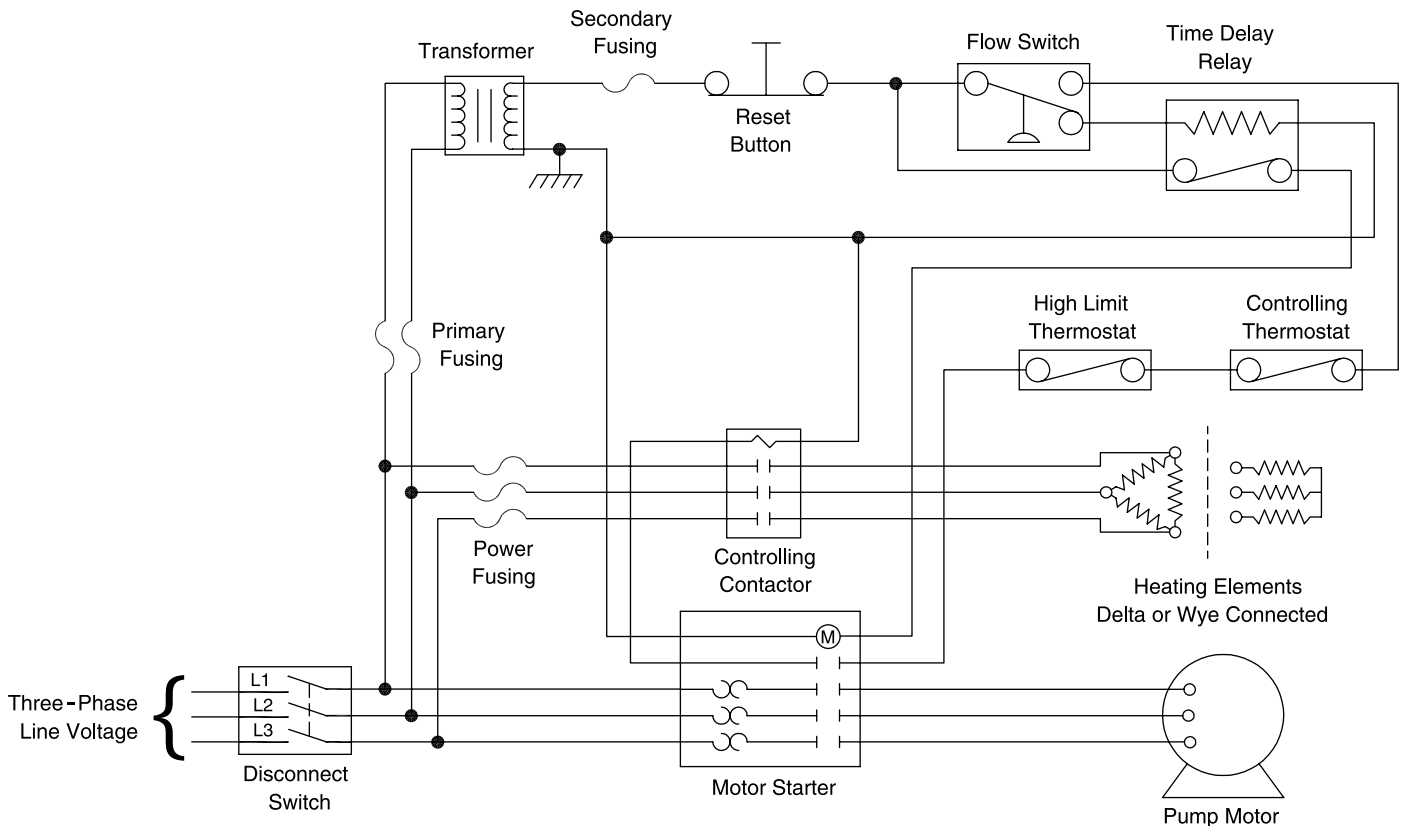 Secondary
Fusing
Transformer
Flow Switch
Time Delay
Relay
Reset
Button
Primary
Fusing
High Limit
Thermostat
Controlling
Thermostat
Power
Fusing
Controlling
Contactor
Heating Elements
Delta or Wye Connected
M
Three-Phase
Line Voltage
L1
L2
L3
Disconnect
Switch
Motor Starter
Pump Motor